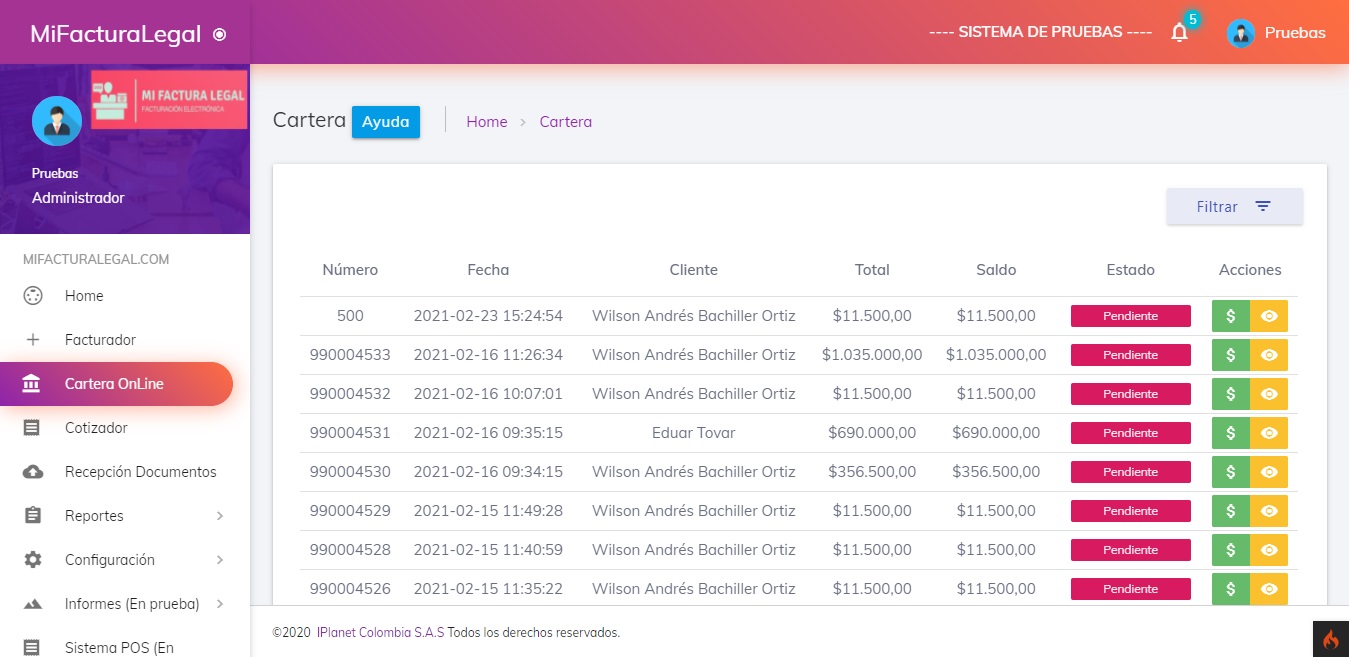 MiFacturaLegal
---- SISTEMA DE PRUEBAS ----
5
Pruebas
MI FACTURA LEGAL
FACTURACIÓN ELECTRÓNICA
Pruebas
Administrador
MIFACTURALEGAL.COM
Home
Facturador
Cartera OnLine
Cotizador
Recepción Documentos
Reportes
Configuración
Informes (En prueba)
Sistema POS (En
Cartera Ayuda Home > Cartera
Filtrar
Número Fecha Cliente Total Saldo Estado Acciones
500 2021-02-23 15:24:54 Wilson Andrés Bachiller Ortiz $11.500,00 $11.500,00 Pendiente $
990004533 2021-02-16 11:26:34 Wilson Andrés Bachiller Ortiz $1.035.000,00 $1.035.000,00 Pendiente $
990004532 2021-02-16 10:07:01 Wilson Andrés Bachiller Ortiz $11.500,00 $11.500,00 Pendiente $
990004531 2021-02-16 09:35:15 Eduar Tovar $690.000,00 $690.000,00 Pendiente $
990004530 2021-02-16 09:34:15 Wilson Andrés Bachiller Ortiz $356.500,00 $356.500,00 Pendiente $
990004529 2021-02-15 11:49:28 Wilson Andrés Bachiller Ortiz $11.500,00 $11.500,00 Pendiente $
990004528 2021-02-15 11:40:59 Wilson Andrés Bachiller Ortiz $11.500,00 $11.500,00 Pendiente $
990004526 2021-02-15 11:35:22 Wilson Andrés Bachiller Ortiz $11.500,00 $11.500,00 Pendiente $
©2020 IPlanet Colombia S.A.S Todos los derechos reservados.